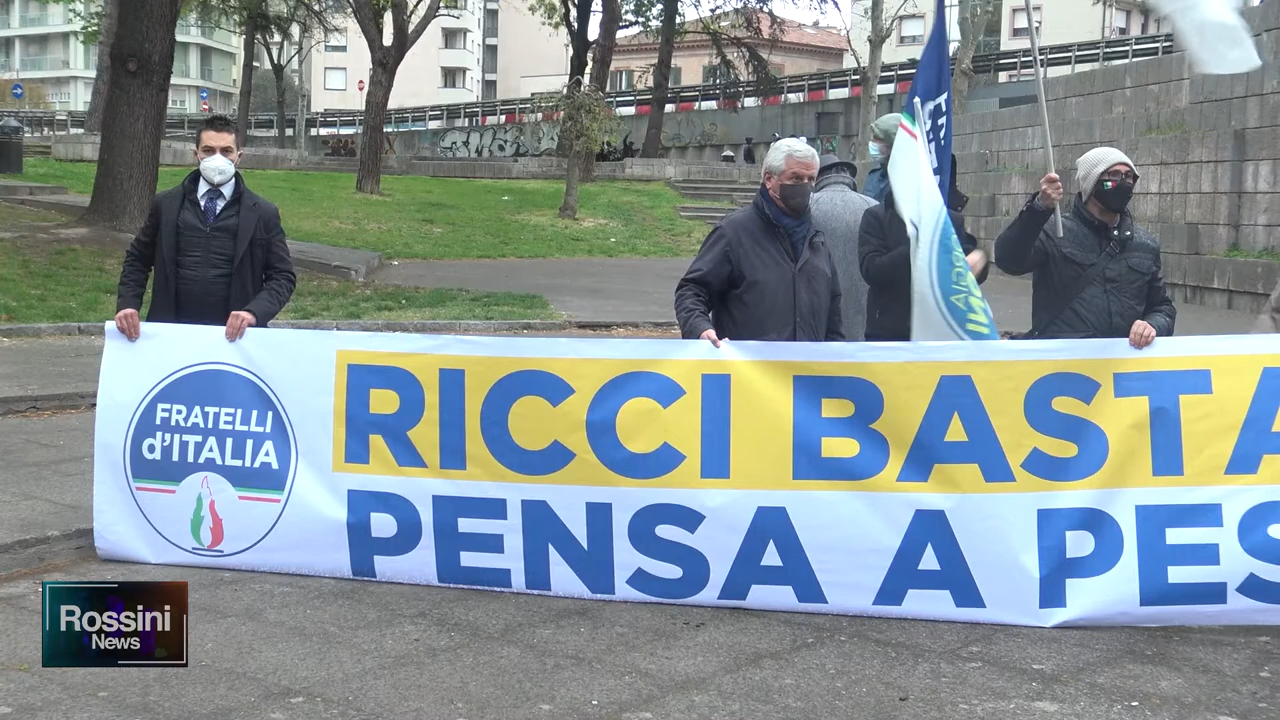 FRATELLI
d'ITALIA
RICCI BASTA
PENSA A PES
Rossini
News